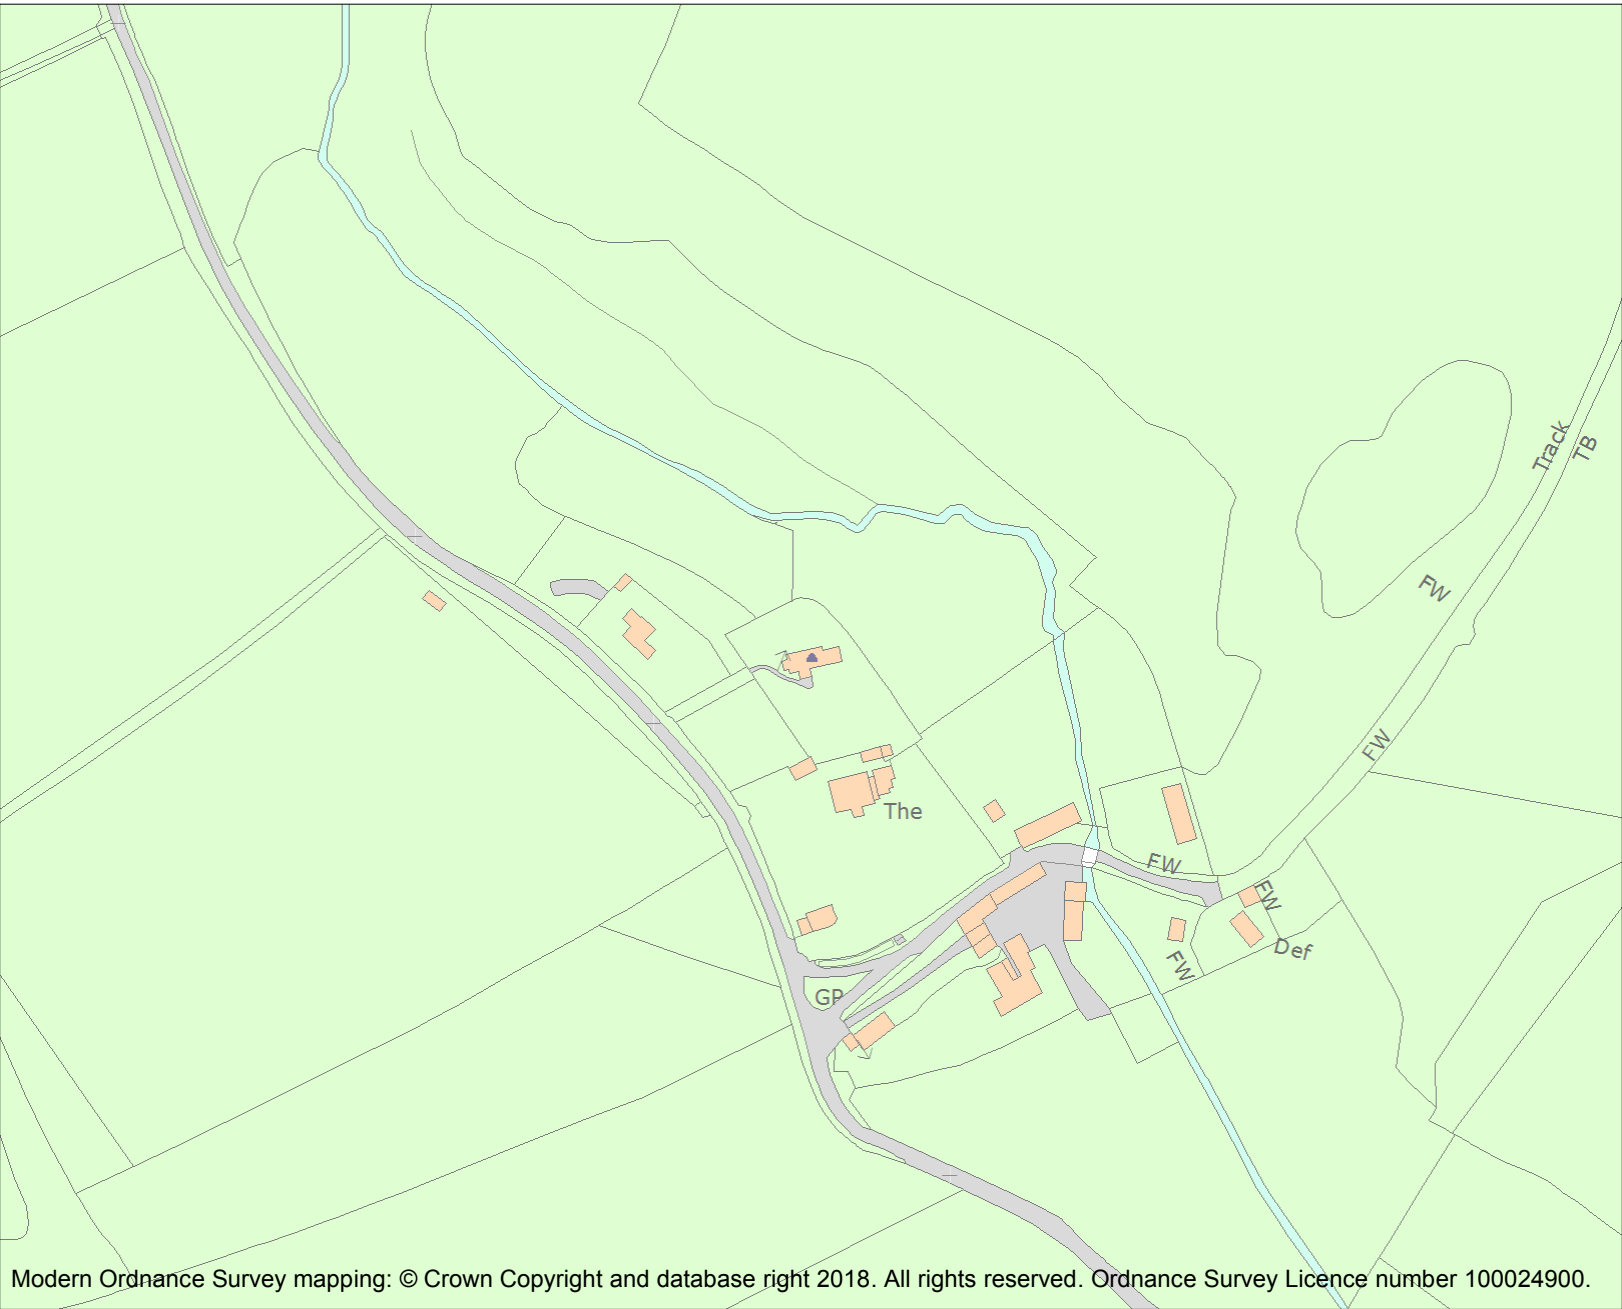 Track
TB
FW
FW
The
FW
FW
Def
FW
GP
Modern Ordnance Survey mapping: © Crown Copyright and database right 2018. All rights reserved. Ordnance Survey Licence number 100024900.